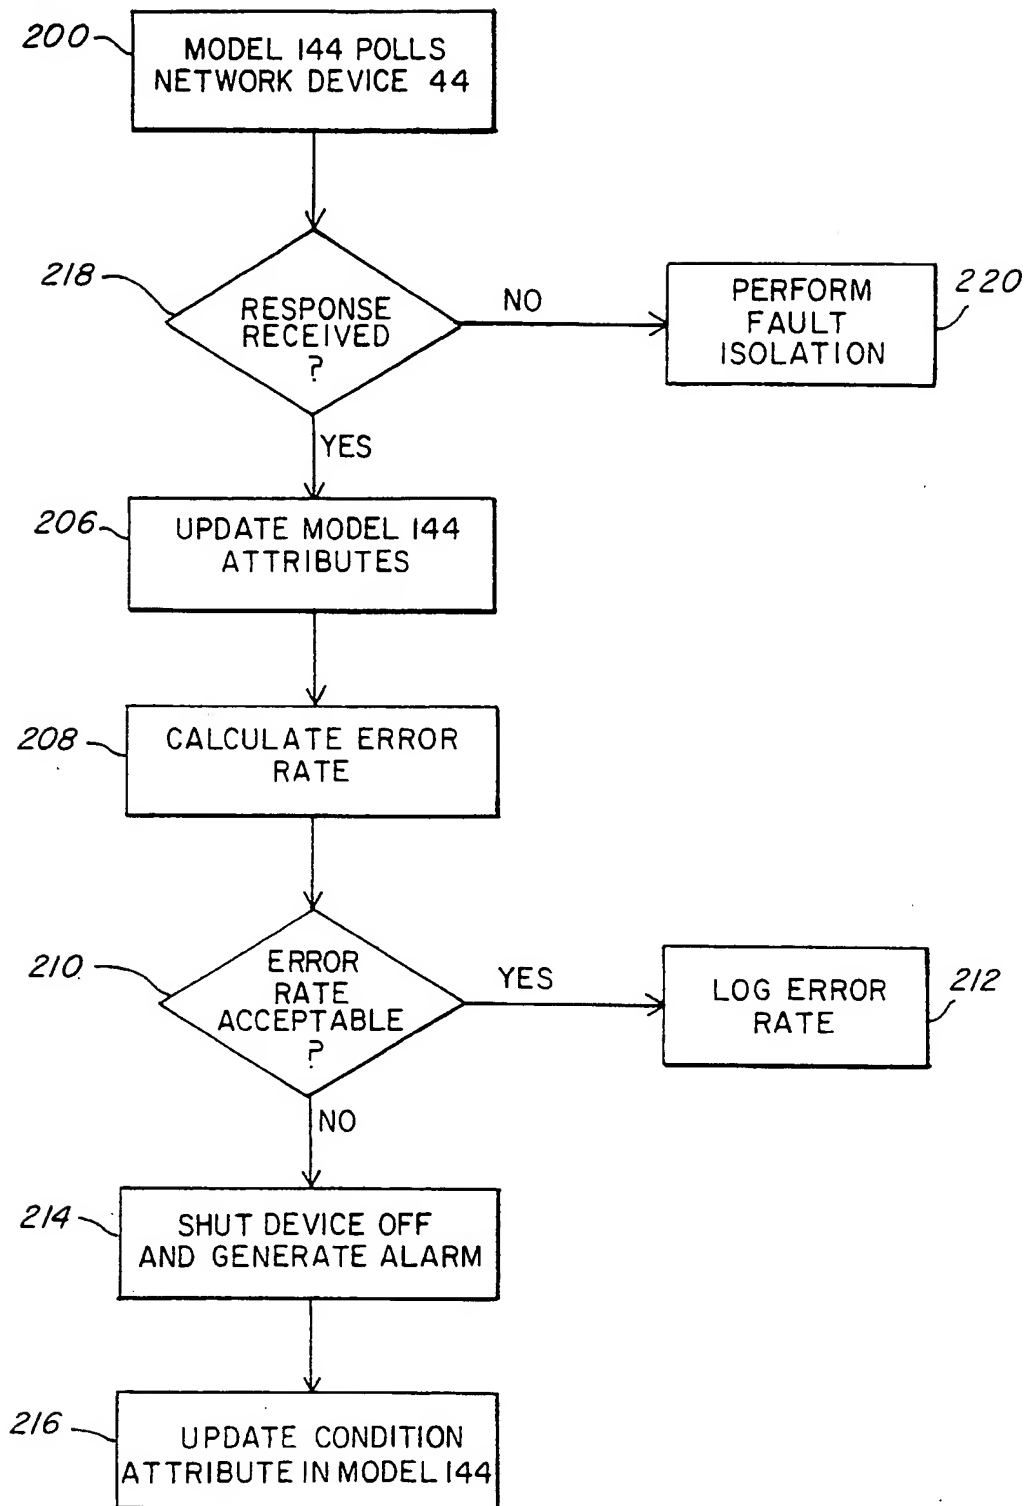 200
MODEL 144 POLLS
NETWORK DEVICE 44
218
RESPONSE
RECEIVED
?
NO
PERFORM
FAULT
ISOLATION
220
YES
206
UPDATE MODEL 144
ATTRIBUTES
208
CALCULATE ERROR
RATE
210
ERROR
RATE
ACCEPTABLE
?
YES
LOG ERROR
RATE
212
NO
214
SHUT DEVICE OFF
AND GENERATE ALARM
216
UPDATE CONDITION
ATTRIBUTE IN MODEL 144